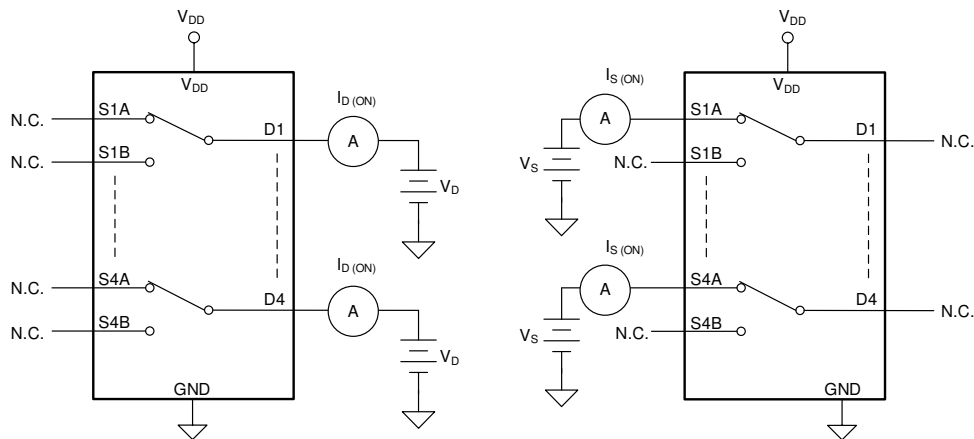 VDD
VDD
ID (ON)
N.C.
S1A
D1
A
N.C.
S1B
VD
ID (ON)
N.C.
S4A
D4
A
N.C.
S4B
VD
GND
VDD
VDD
IS (ON)
A
S1A
D1
N.C.
VS
N.C.
S1B
IS (ON)
A
S4A
D4
N.C.
VS
N.C.
S4B
GND